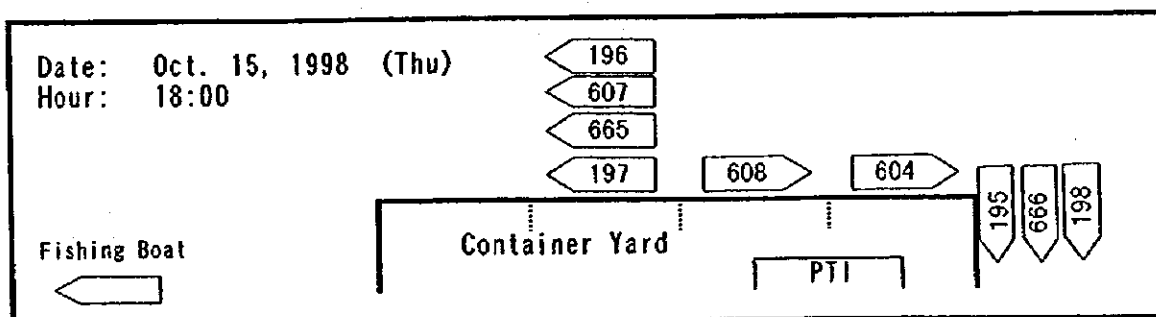 Date: Oct. 15, 1998 (Thu)
Hour: 18:00
196
607
665
197
608
604
195
666
198
Container Yard
Fishing Boat
PTI